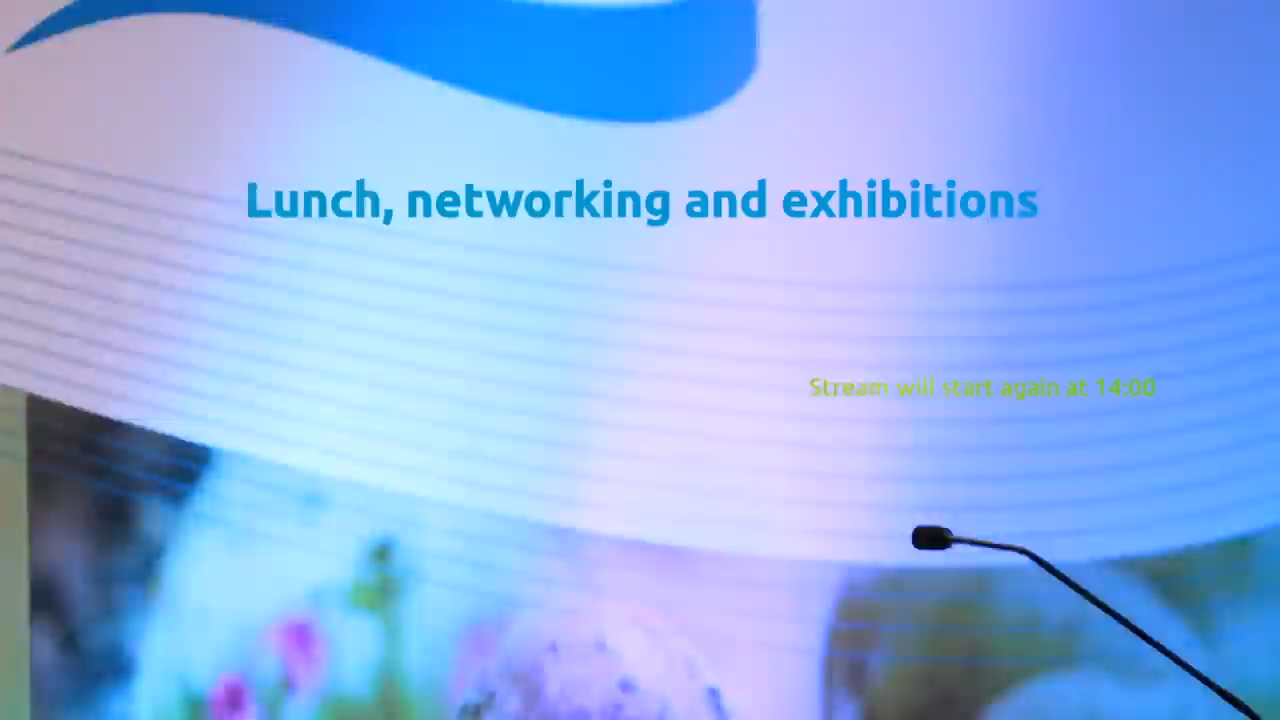 Lunch, networking and exhibitions
Stream will start again at 14:00